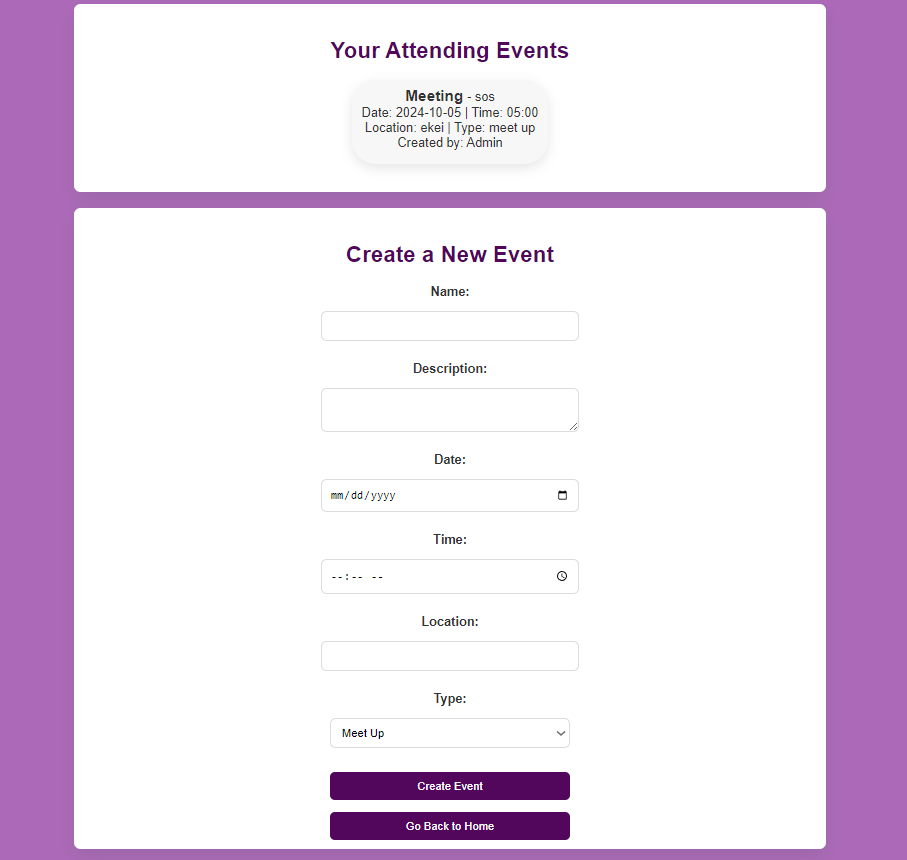 Your Attending Events
Meeting - sos
Date: 2024-10-05 | Time: 05:00
Location: ekei | Type: meet up
Created by: Admin
Create a New Event
Name:
Description:
Date:
mm/dd/yyyy
Time:
--:-- --
Location:
Type:
Meet Up
Create Event
Go Back to Home